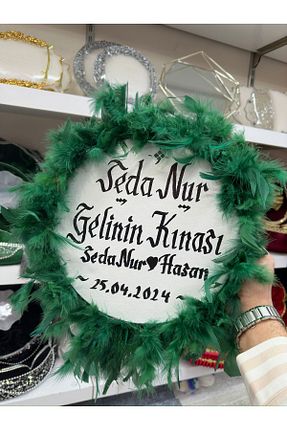 Seda Nur
Gelinin Kınası
Seda Nur♥Hasan
~ 25.04.2024 ~